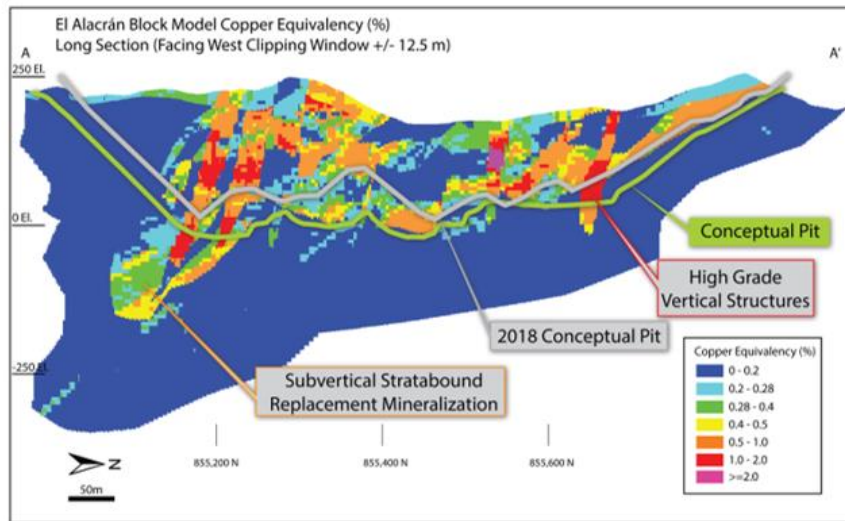 El Alacrán Block Model Copper Equivalency (%)
Long Section (Facing West Clipping Window +/- 12.5 m)
A
A'
250 El.
0 El.
-250 El.
Conceptual Pit
High Grade
Vertical Structures
2018 Conceptual Pit
Subvertical Stratabound
Replacement Mineralization
Copper Equivalency (%)
0 - 0.2
0.2 - 0.28
0.28 - 0.4
0.4 - 0.5
0.5 - 1.0
1.0 - 2.0
>=2.0
N
50m
855,200 N
855,400 N
855,600 N